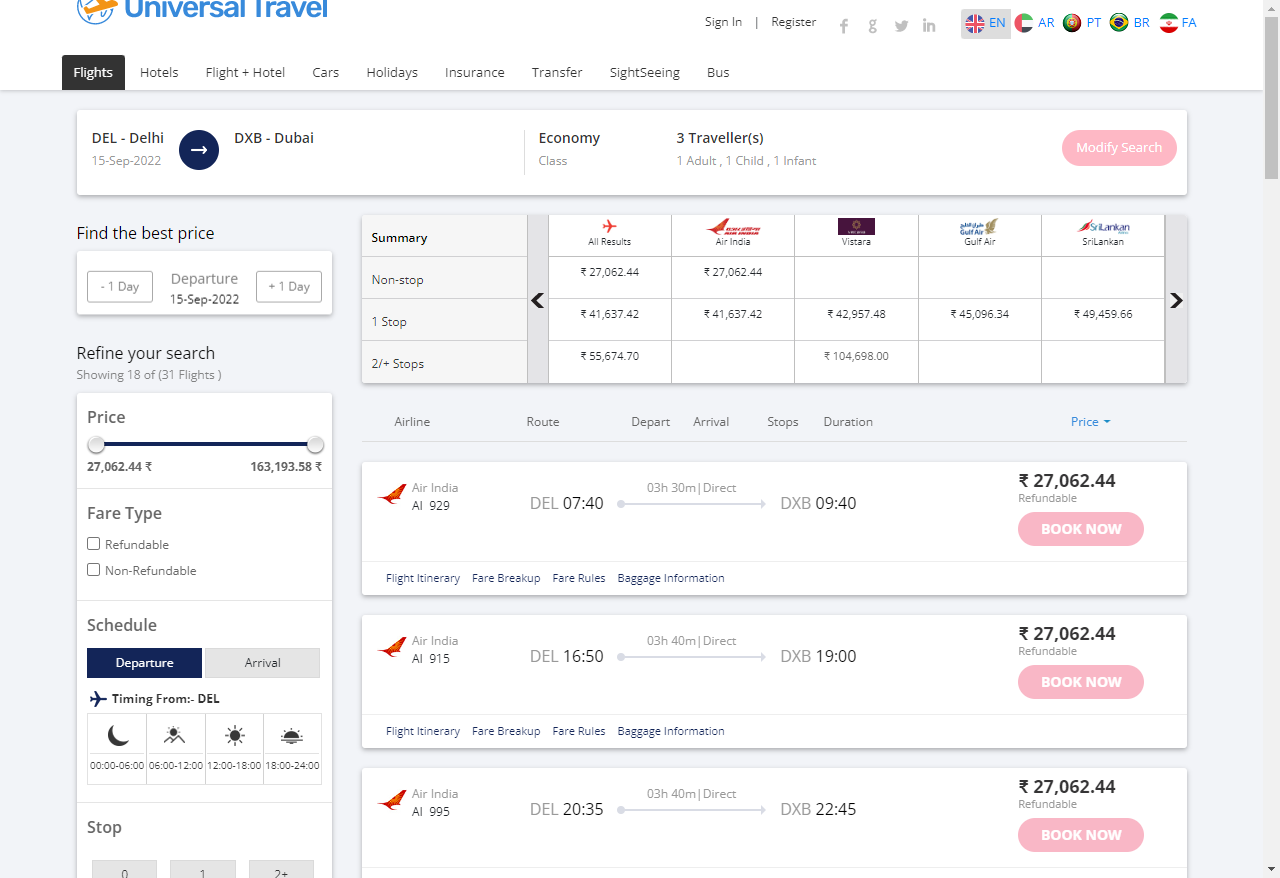 Universal Travel
Sign In | Register
EN AR PT BR FA
Flights Hotels Flight + Hotel Cars Holidays Insurance Transfer SightSeeing Bus
DEL - Delhi DXB - Dubai Economy 3 Traveller(s) Modify Search
15-Sep-2022 Class 1 Adult , 1 Child , 1 Infant
Find the best price
- 1 Day Departure + 1 Day
15-Sep-2022
Refine your search
Showing 18 of (31 Flights )
Price
27,062.44 ₹ 163,193.58 ₹
Fare Type
Refundable
Non-Refundable
Schedule
Departure Arrival
Timing From:- DEL
00:00-06:00 06:00-12:00 12:00-18:00 18:00-24:00
Stop
0 1 2+
Summary All Results Air India Vistara Gulf Air SriLankan
Non-stop ₹ 27,062.44 ₹ 27,062.44
1 Stop ₹ 41,637.42 ₹ 41,637.42 ₹ 42,957.48 ₹ 45,096.34 ₹ 49,459.66
2/+ Stops ₹ 55,674.70 ₹ 104,698.00
Airline Route Depart Arrival Stops Duration Price
Air India 03h 30m|Direct ₹ 27,062.44
AI 929 DEL 07:40 DXB 09:40 Refundable
BOOK NOW
Flight Itinerary Fare Breakup Fare Rules Baggage Information
Air India 03h 40m|Direct ₹ 27,062.44
AI 915 DEL 16:50 DXB 19:00 Refundable
BOOK NOW
Flight Itinerary Fare Breakup Fare Rules Baggage Information
Air India 03h 40m|Direct ₹ 27,062.44
AI 995 DEL 20:35 DXB 22:45 Refundable
BOOK NOW